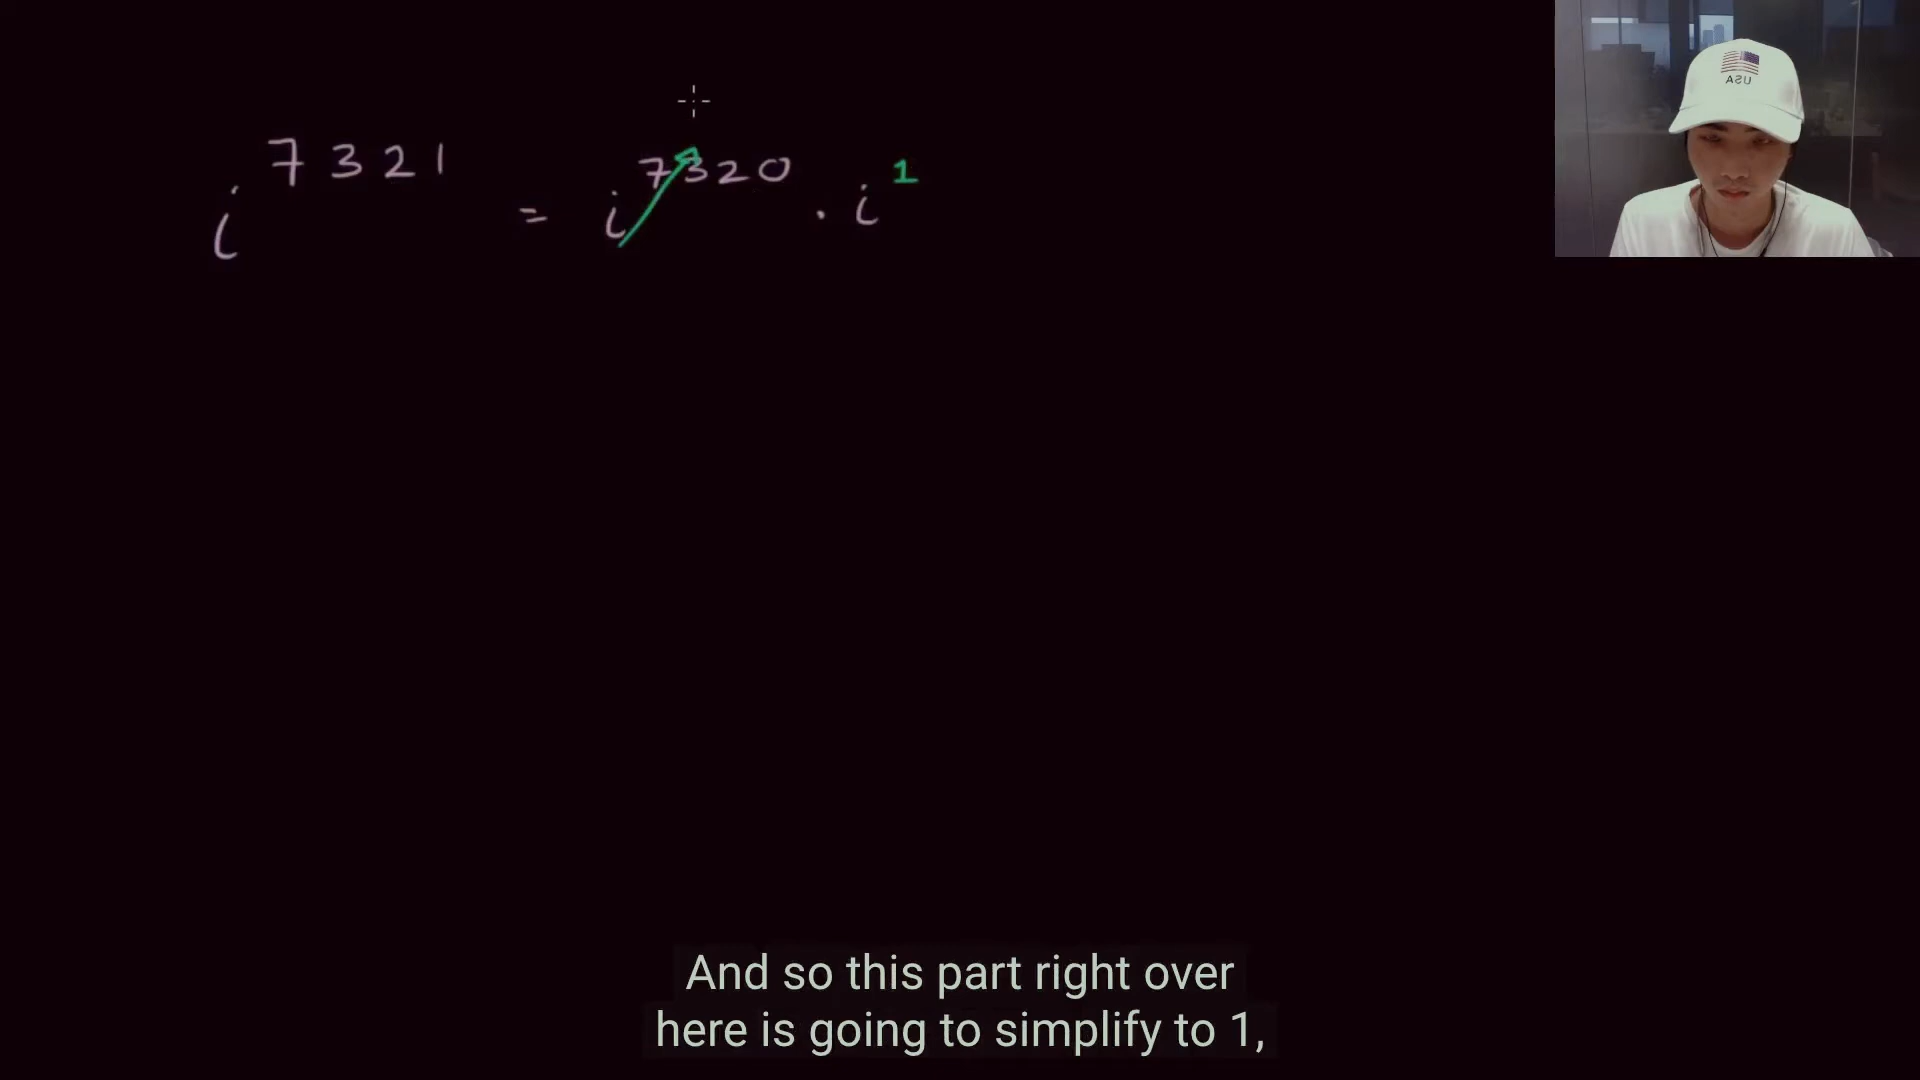 i^7321 = i^7320 · i^1
USA
And so this part right over
here is going to simplify to 1,